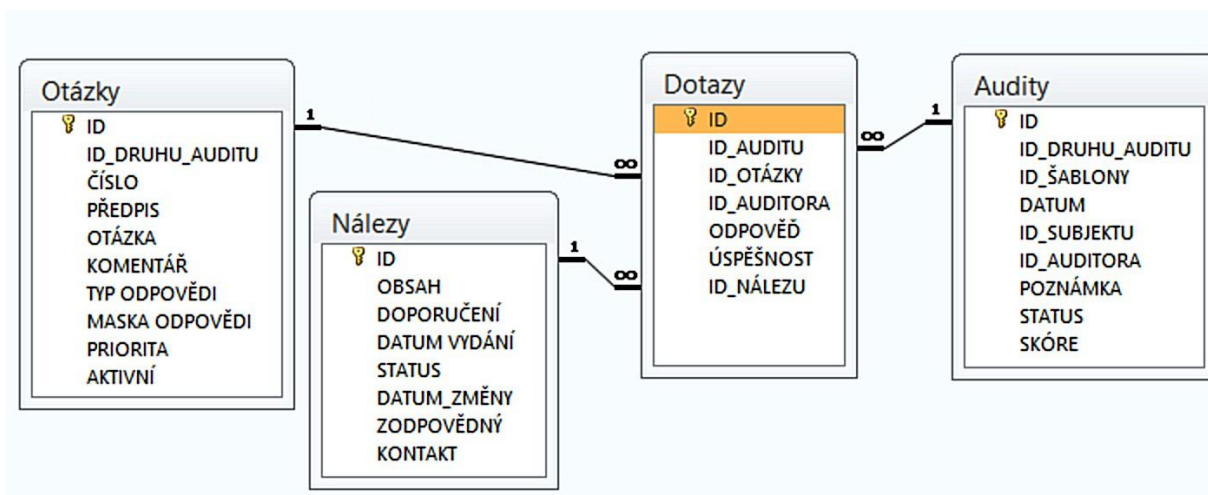 Otázky
ID
ID_DRUHU_AUDITU
ČÍSLO
PŘEDPIS
OTÁZKA
KOMENTÁŘ
TYP ODPOVĚDI
MASKA ODPOVĚDI
PRIORITA
AKTIVNÍ
1
∞
Nálezy
ID
OBSAH
DOPORUČENÍ
DATUM VYDÁNÍ
STATUS
DATUM_ZMĚNY
ZODPOVĚDNÝ
KONTAKT
1
∞
Dotazy
ID
ID_AUDITU
ID_OTÁZKY
ID_AUDITORA
ODPOVĚĎ
ÚSPĚŠNOST
ID_NÁLEZU
∞
1
Audity
ID
ID_DRUHU_AUDITU
ID_ŠABLONY
DATUM
ID_SUBJEKTU
ID_AUDITORA
POZNÁMKA
STATUS
SKÓRE